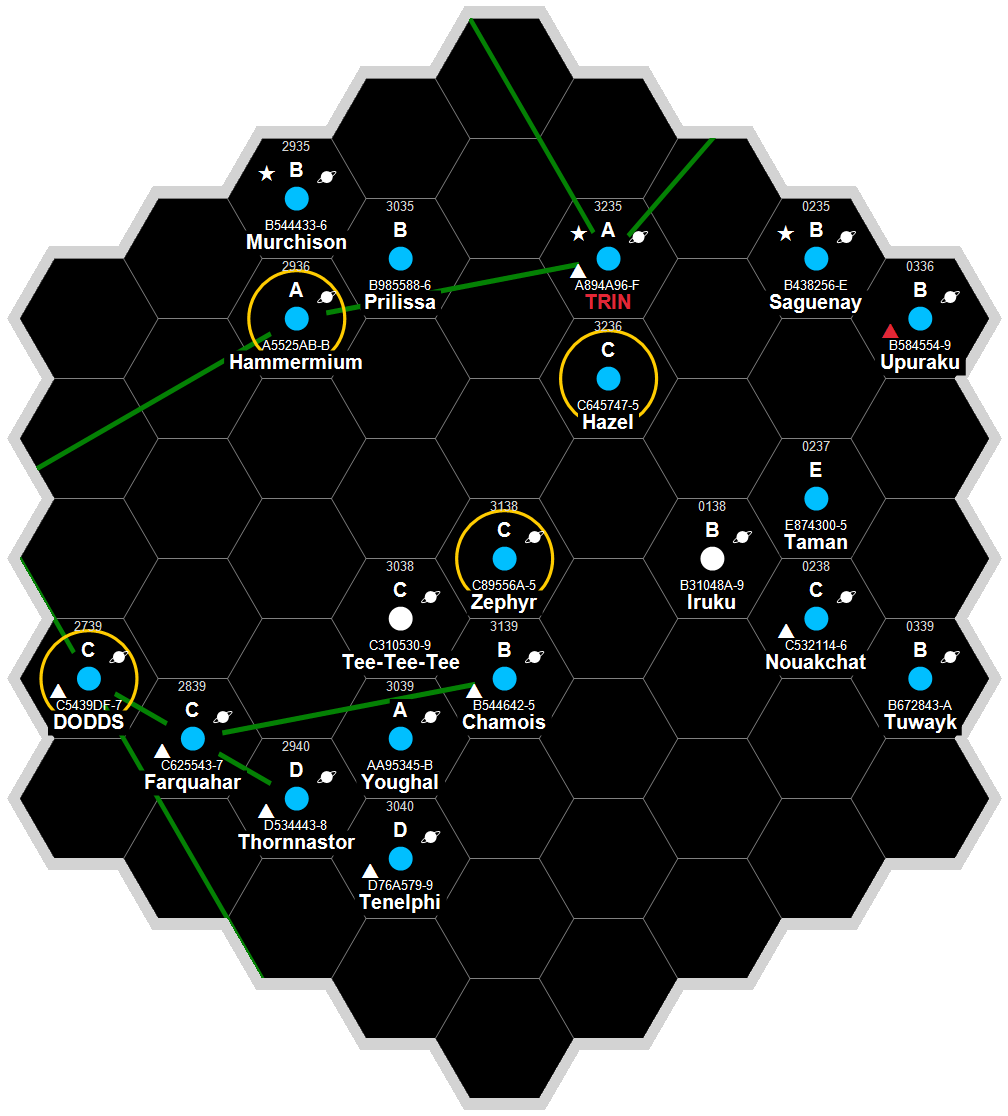 2935
B
B544433-6
Murchison
3035
B
B985588-6
Prilissa
3235
A
A894A96-F
TRIN
0235
B
B438256-E
Saguenay
2936
A
A5525AB-B
Hammermium
0336
B
B584554-9
Upuraku
3236
C
C645747-5
Hazel
0237
E
E874300-5
Taman
3138
C
C89556A-5
Zephyr
0138
B
B31048A-9
Iruku
3038
C
C310530-9
Tee-Tee-Tee
0238
C
C532114-6
Nouakchat
2739
C
C5439DF-7
DODDS
3139
B
B544642-5
Chamois
0339
B
B672843-A
Tuwayk
2839
C
C625543-7
Farquahar
3039
A
AA95345-B
Youghal
2940
D
D534443-8
Thornnastor
3040
D
D76A579-9
Tenelphi